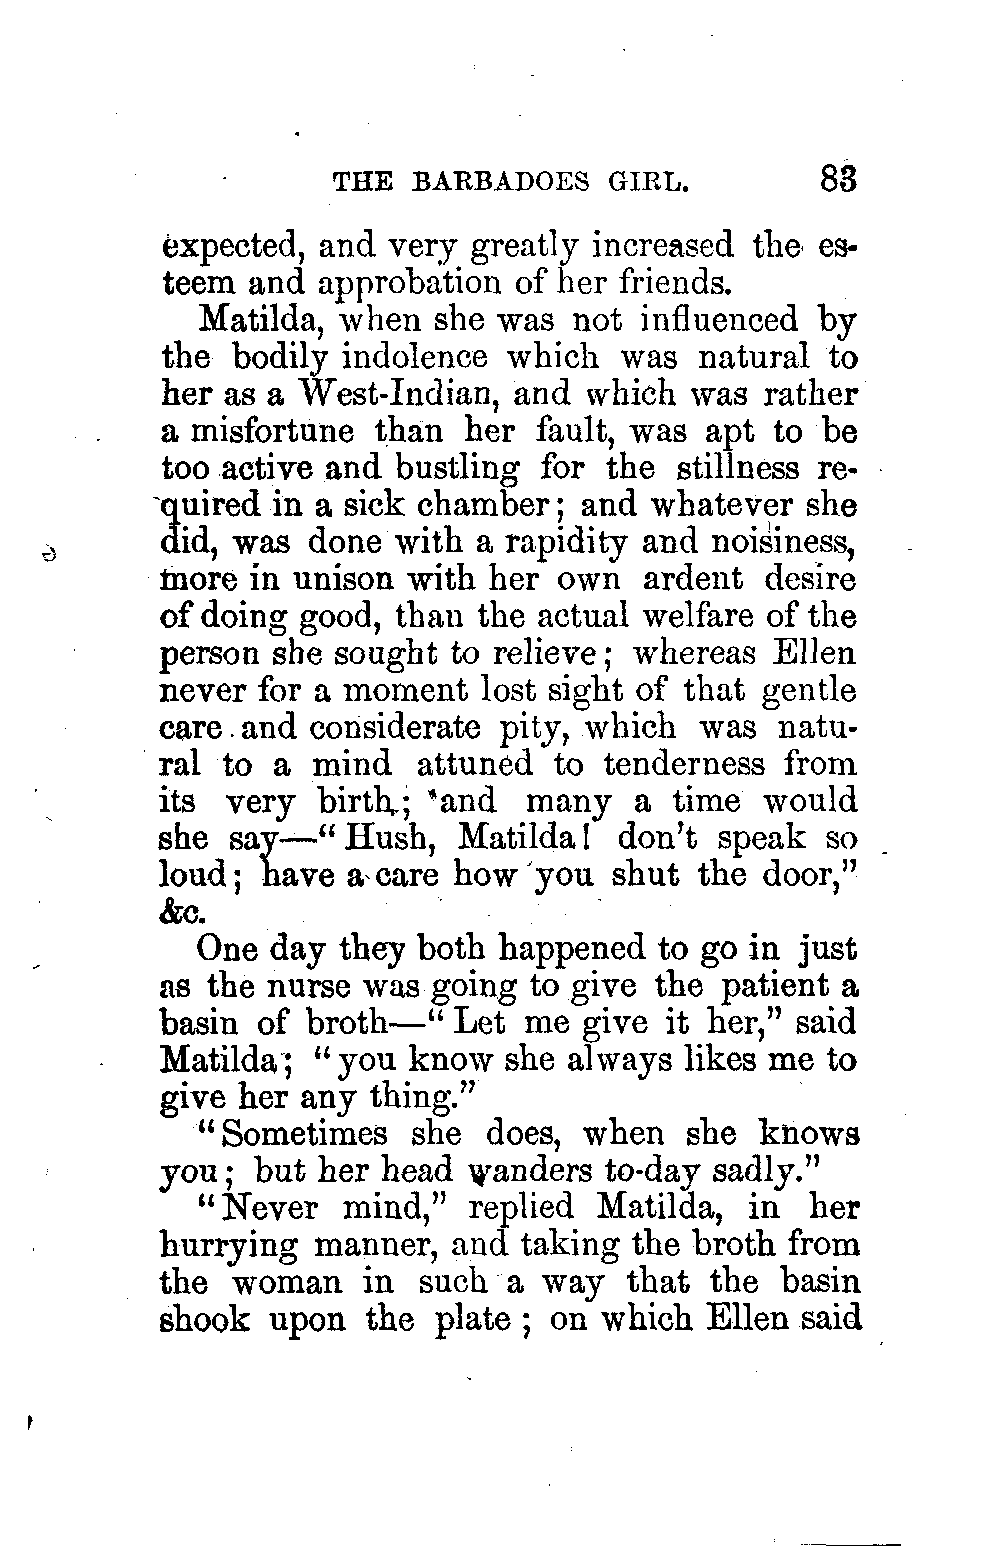 THE BARBADOES GIRL. 83
expected, and very greatly increased the es-
teem and approbation of her friends.
Matilda, when she was not influenced by
the bodily indolence which was natural to
her as a West-Indian, and which was rather
a misfortune than her fault, was apt to be
too active and bustling for the stillness re-
quired in a sick chamber; and whatever she
did, was done with a rapidity and noisiness,
more in unison with her own ardent desire
of doing good, than the actual welfare of the
person she sought to relieve; whereas Ellen
never for a moment lost sight of that gentle
care and considerate pity, which was natu-
ral to a mind attuned to tenderness from
its very birth; and many a time would
she say—“Hush, Matilda! don’t speak so
loud; have a care how you shut the door,”
&c.
One day they both happened to go in just
as the nurse was going to give the patient a
basin of broth—“Let me give it her,” said
Matilda; “you know she always likes me to
give her any thing.”
“Sometimes she does, when she knows
you; but her head wanders to-day sadly.”
“Never mind,” replied Matilda, in her
hurrying manner, and taking the broth from
the woman in such a way that the basin
shook upon the plate; on which Ellen said